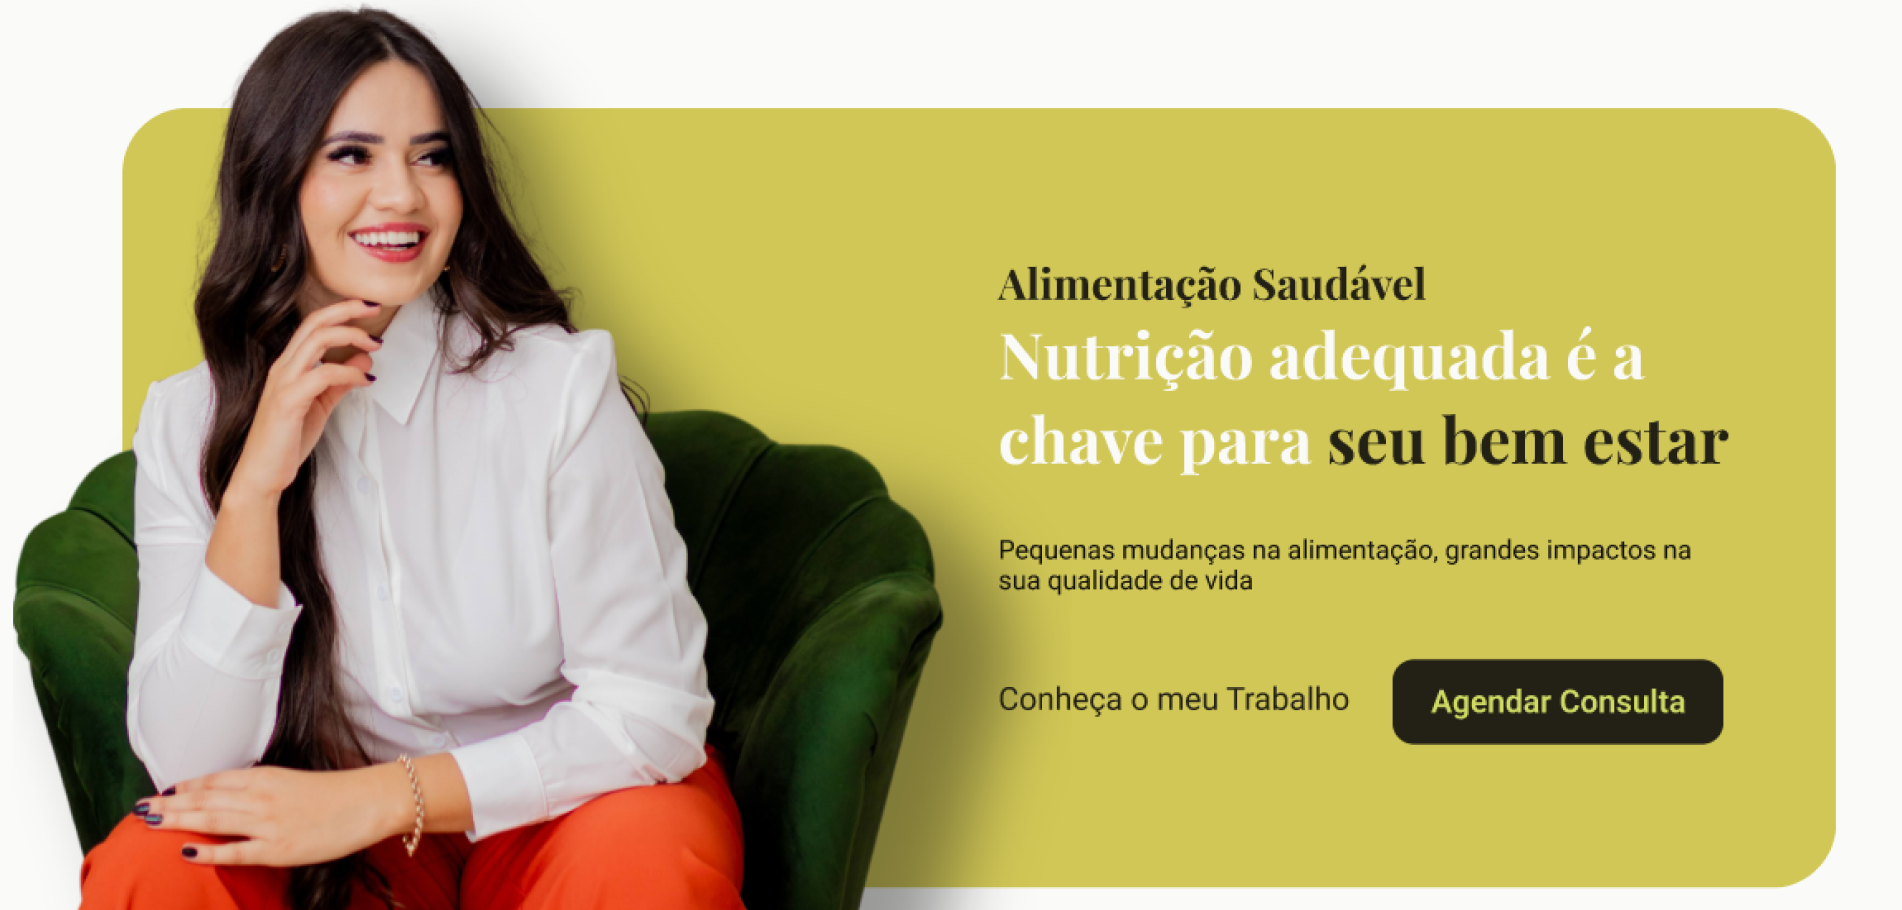 Alimentação Saudável
Nutrição adequada é a
chave para seu bem estar
Pequenas mudanças na alimentação, grandes impactos na
sua qualidade de vida
Conheça o meu Trabalho
Agendar Consulta